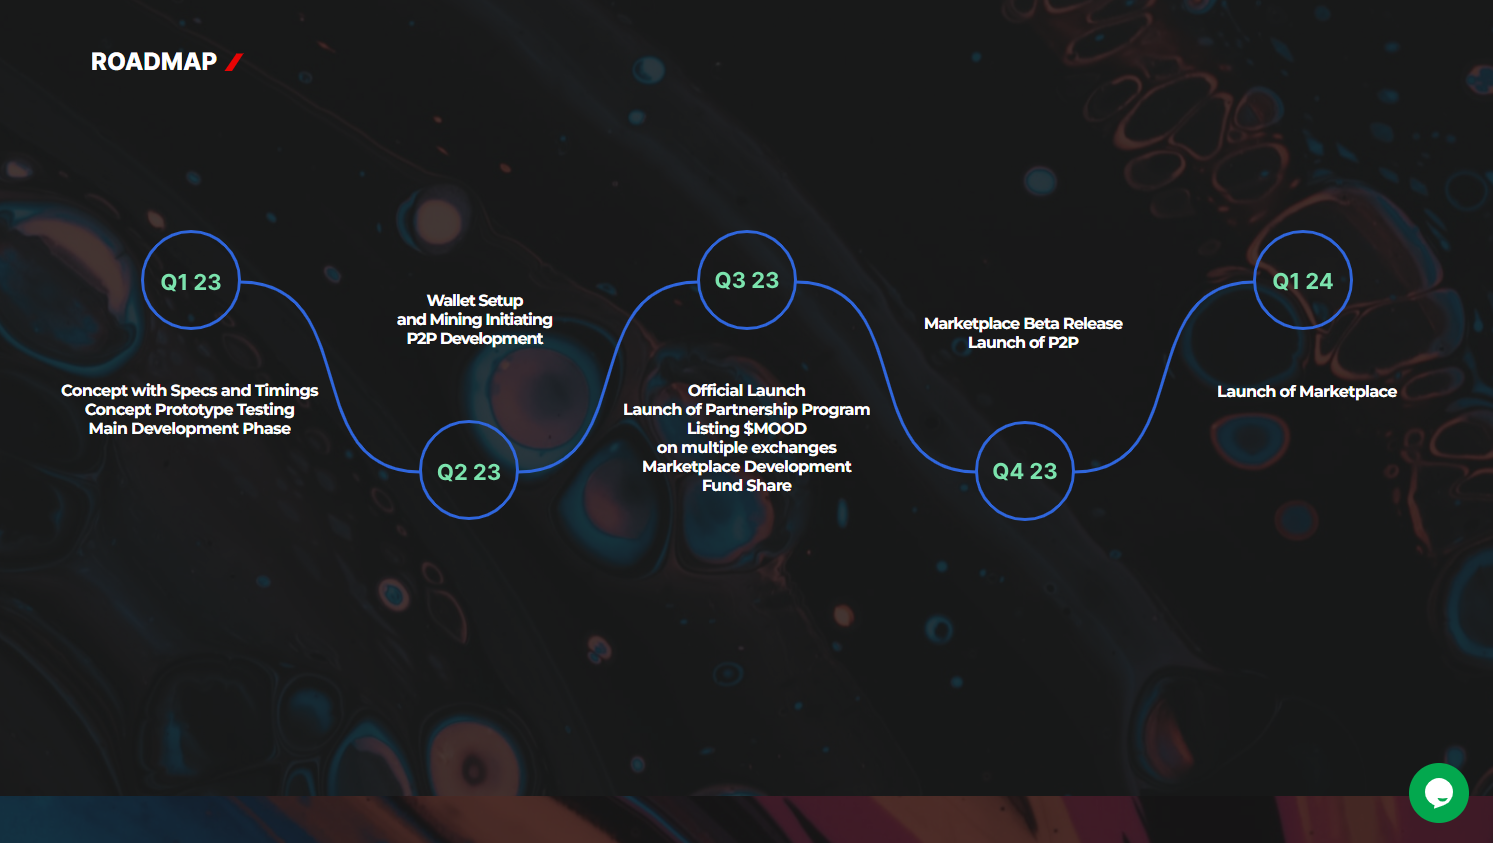 ROADMAP
Q1 23
Concept with Specs and Timings
Concept Prototype Testing
Main Development Phase
Wallet Setup
and Mining Initiating
P2P Development
Q2 23
Q3 23
Official Launch
Launch of Partnership Program
Listing $MOOD
on multiple exchanges
Marketplace Development
Fund Share
Marketplace Beta Release
Launch of P2P
Q4 23
Q1 24
Launch of Marketplace